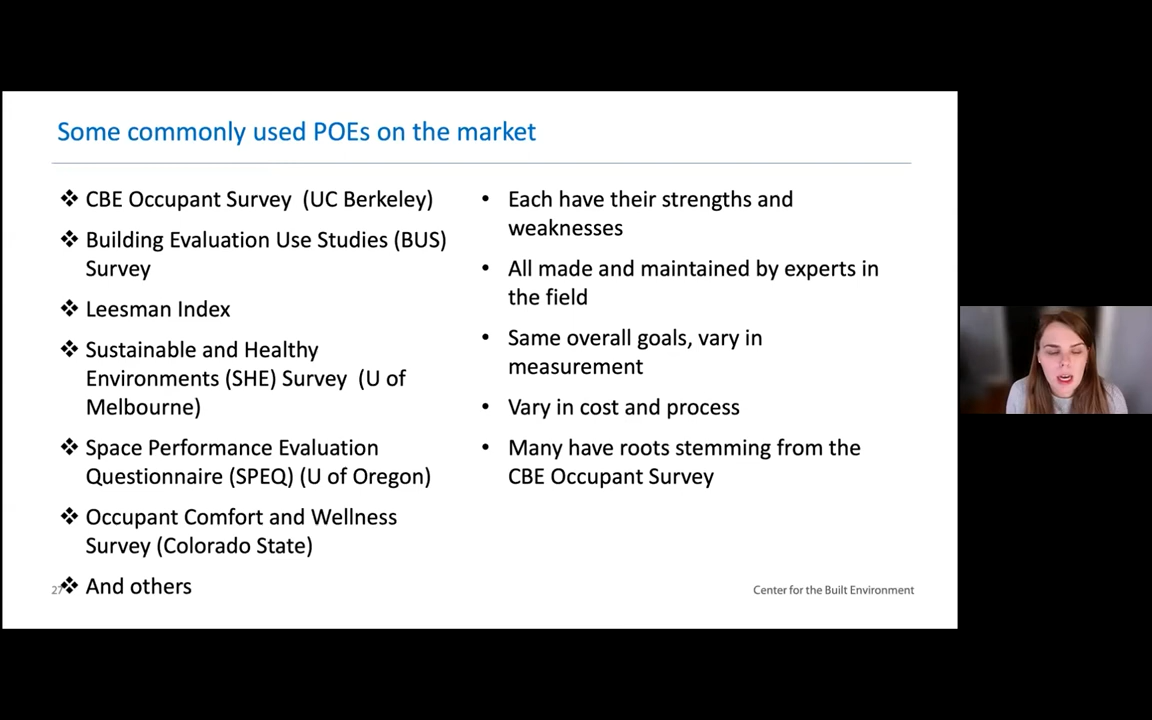 Some commonly used POEs on the market
❖ CBE Occupant Survey (UC Berkeley)
❖ Building Evaluation Use Studies (BUS)
Survey
❖ Leesman Index
❖ Sustainable and Healthy
Environments (SHE) Survey (U of
Melbourne)
❖ Space Performance Evaluation
Questionnaire (SPEQ) (U of Oregon)
❖ Occupant Comfort and Wellness
Survey (Colorado State)
❖ And others
• Each have their strengths and
weaknesses
• All made and maintained by experts in
the field
• Same overall goals, vary in
measurement
• Vary in cost and process
• Many have roots stemming from the
CBE Occupant Survey
Center for the Built Environment